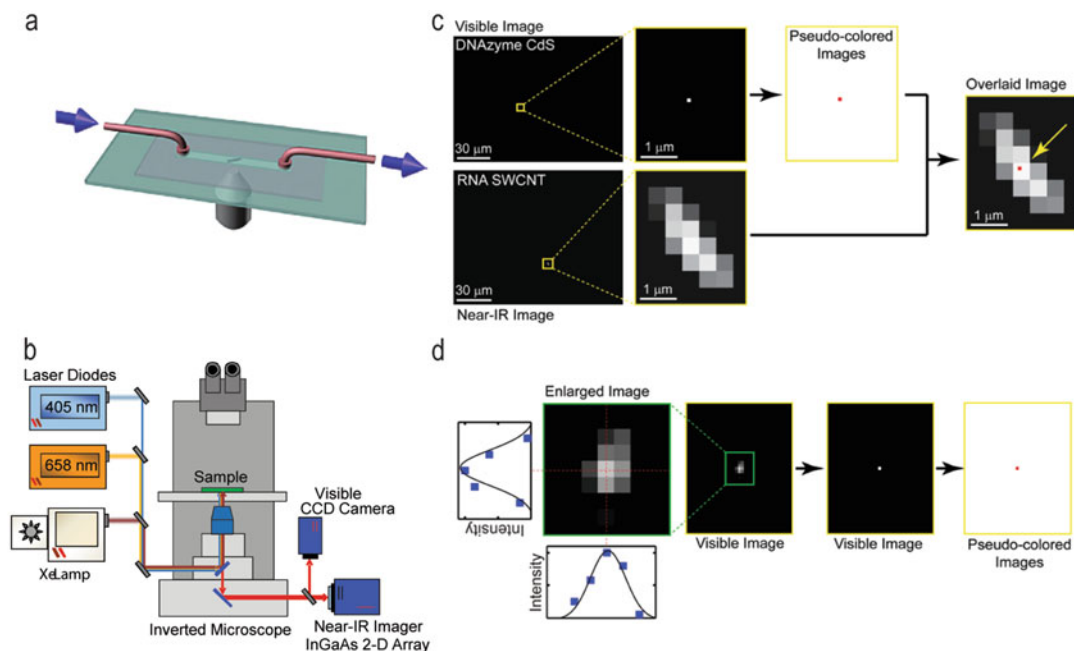 a
b
Laser Diodes
405 nm
658 nm
XeLamp
Sample
Visible
CCD Camera
Inverted Microscope
Near-IR Imager
InGaAs 2-D Array
c
Visible Image
DNAzyme CdS
30 µm
1 µm
Pseudo-colored
Images
RNA SWCNT
30 µm
Near-IR Image
1 µm
Overlaid Image
1 µm
d
Enlarged Image
Intensity
Intensity
Visible Image
Visible Image
Pseudo-colored
Images